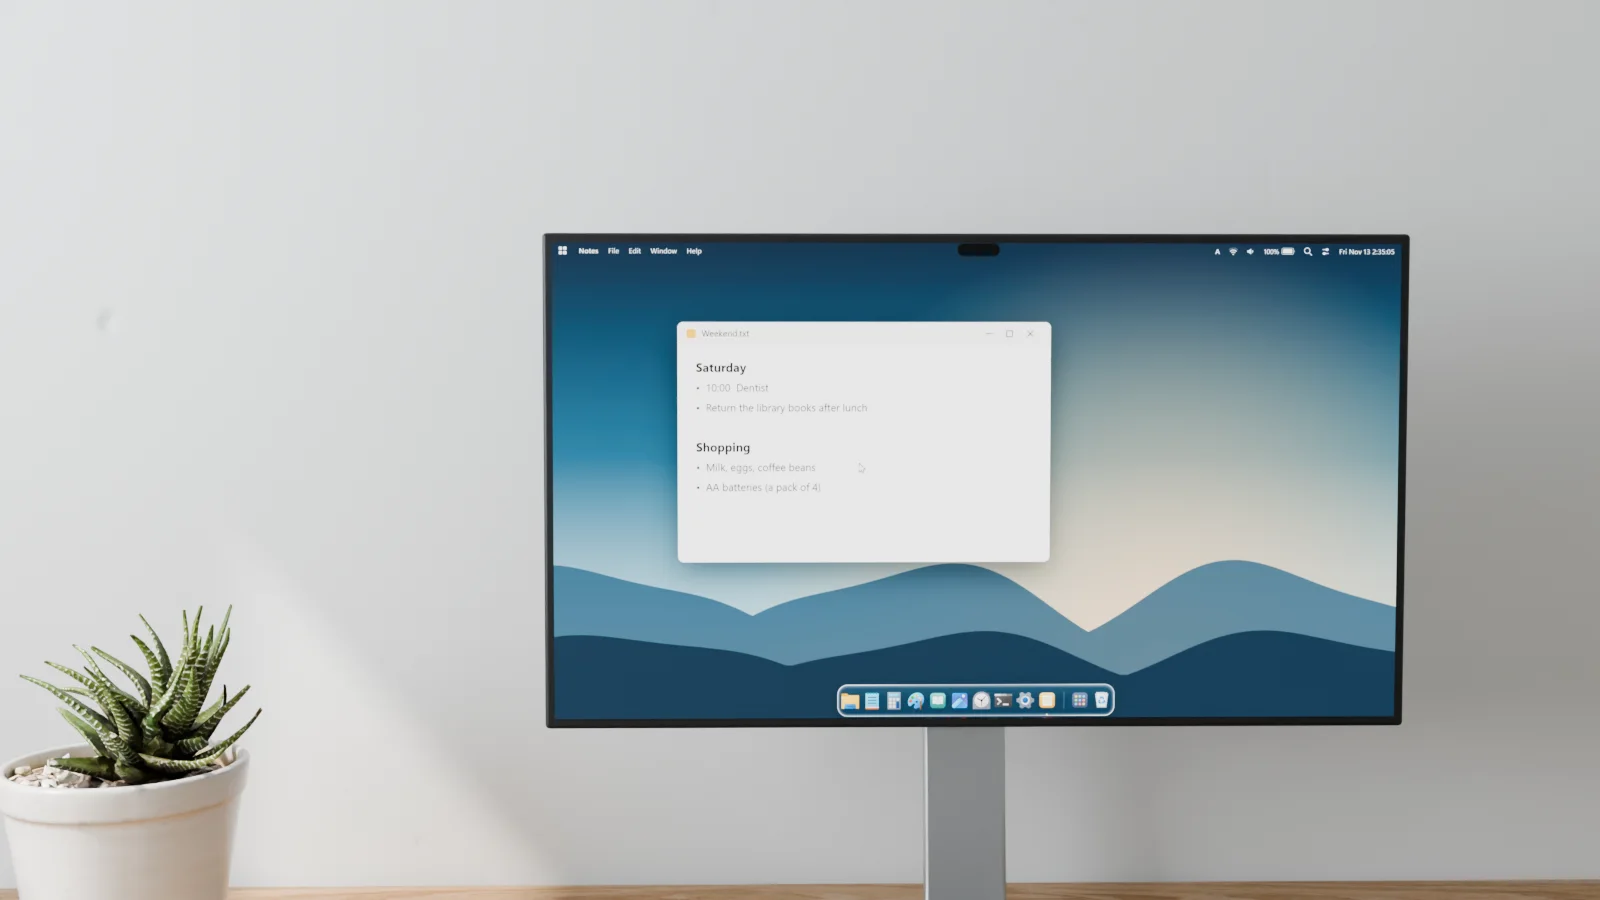 Notes File Edit Window Help
A 100% Fri Nov 13 2:35:05
Weekend.txt
Saturday
• 10:00 Dentist
• Return the library books after lunch
Shopping
• Milk, eggs, coffee beans
• AA batteries (a pack of 4)